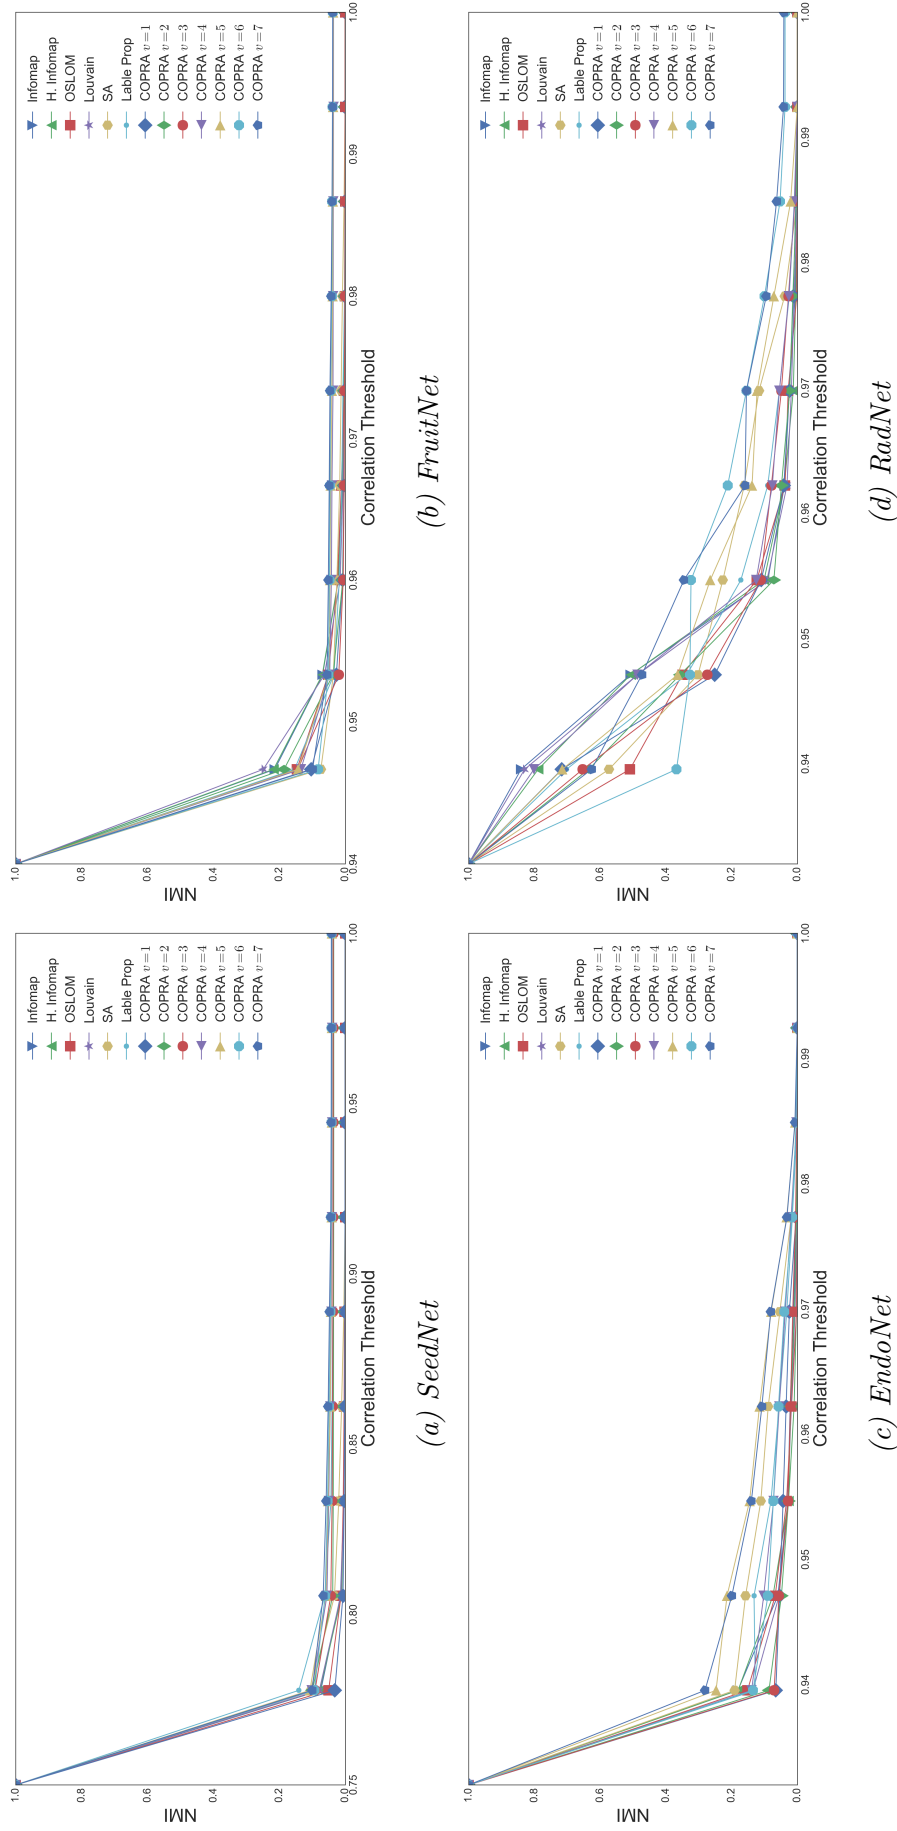 NMI
1.0
0.8
0.6
0.4
0.2
0.0
0.75
0.80
0.85
0.90
0.95
1.00
Correlation Threshold
Infomap
H. Infomap
OSLOM
Louvain
SA
Lable Prop
COPRA v=1
COPRA v=2
COPRA v=3
COPRA v=4
COPRA v=5
COPRA v=6
COPRA v=7
(a) SeedNet
NMI
1.0
0.8
0.6
0.4
0.2
0.0
0.94
0.95
0.96
0.97
0.98
0.99
1.00
Correlation Threshold
Infomap
H. Infomap
OSLOM
Louvain
SA
Lable Prop
COPRA v=1
COPRA v=2
COPRA v=3
COPRA v=4
COPRA v=5
COPRA v=6
COPRA v=7
(b) FruitNet
NMI
1.0
0.8
0.6
0.4
0.2
0.0
0.94
0.95
0.96
0.97
0.98
0.99
1.00
Correlation Threshold
Infomap
H. Infomap
OSLOM
Louvain
SA
Lable Prop
COPRA v=1
COPRA v=2
COPRA v=3
COPRA v=4
COPRA v=5
COPRA v=6
COPRA v=7
(c) EndoNet
NMI
1.0
0.8
0.6
0.4
0.2
0.0
0.94
0.95
0.96
0.97
0.98
0.99
1.00
Correlation Threshold
Infomap
H. Infomap
OSLOM
Louvain
SA
Lable Prop
COPRA v=1
COPRA v=2
COPRA v=3
COPRA v=4
COPRA v=5
COPRA v=6
COPRA v=7
(d) RadNet